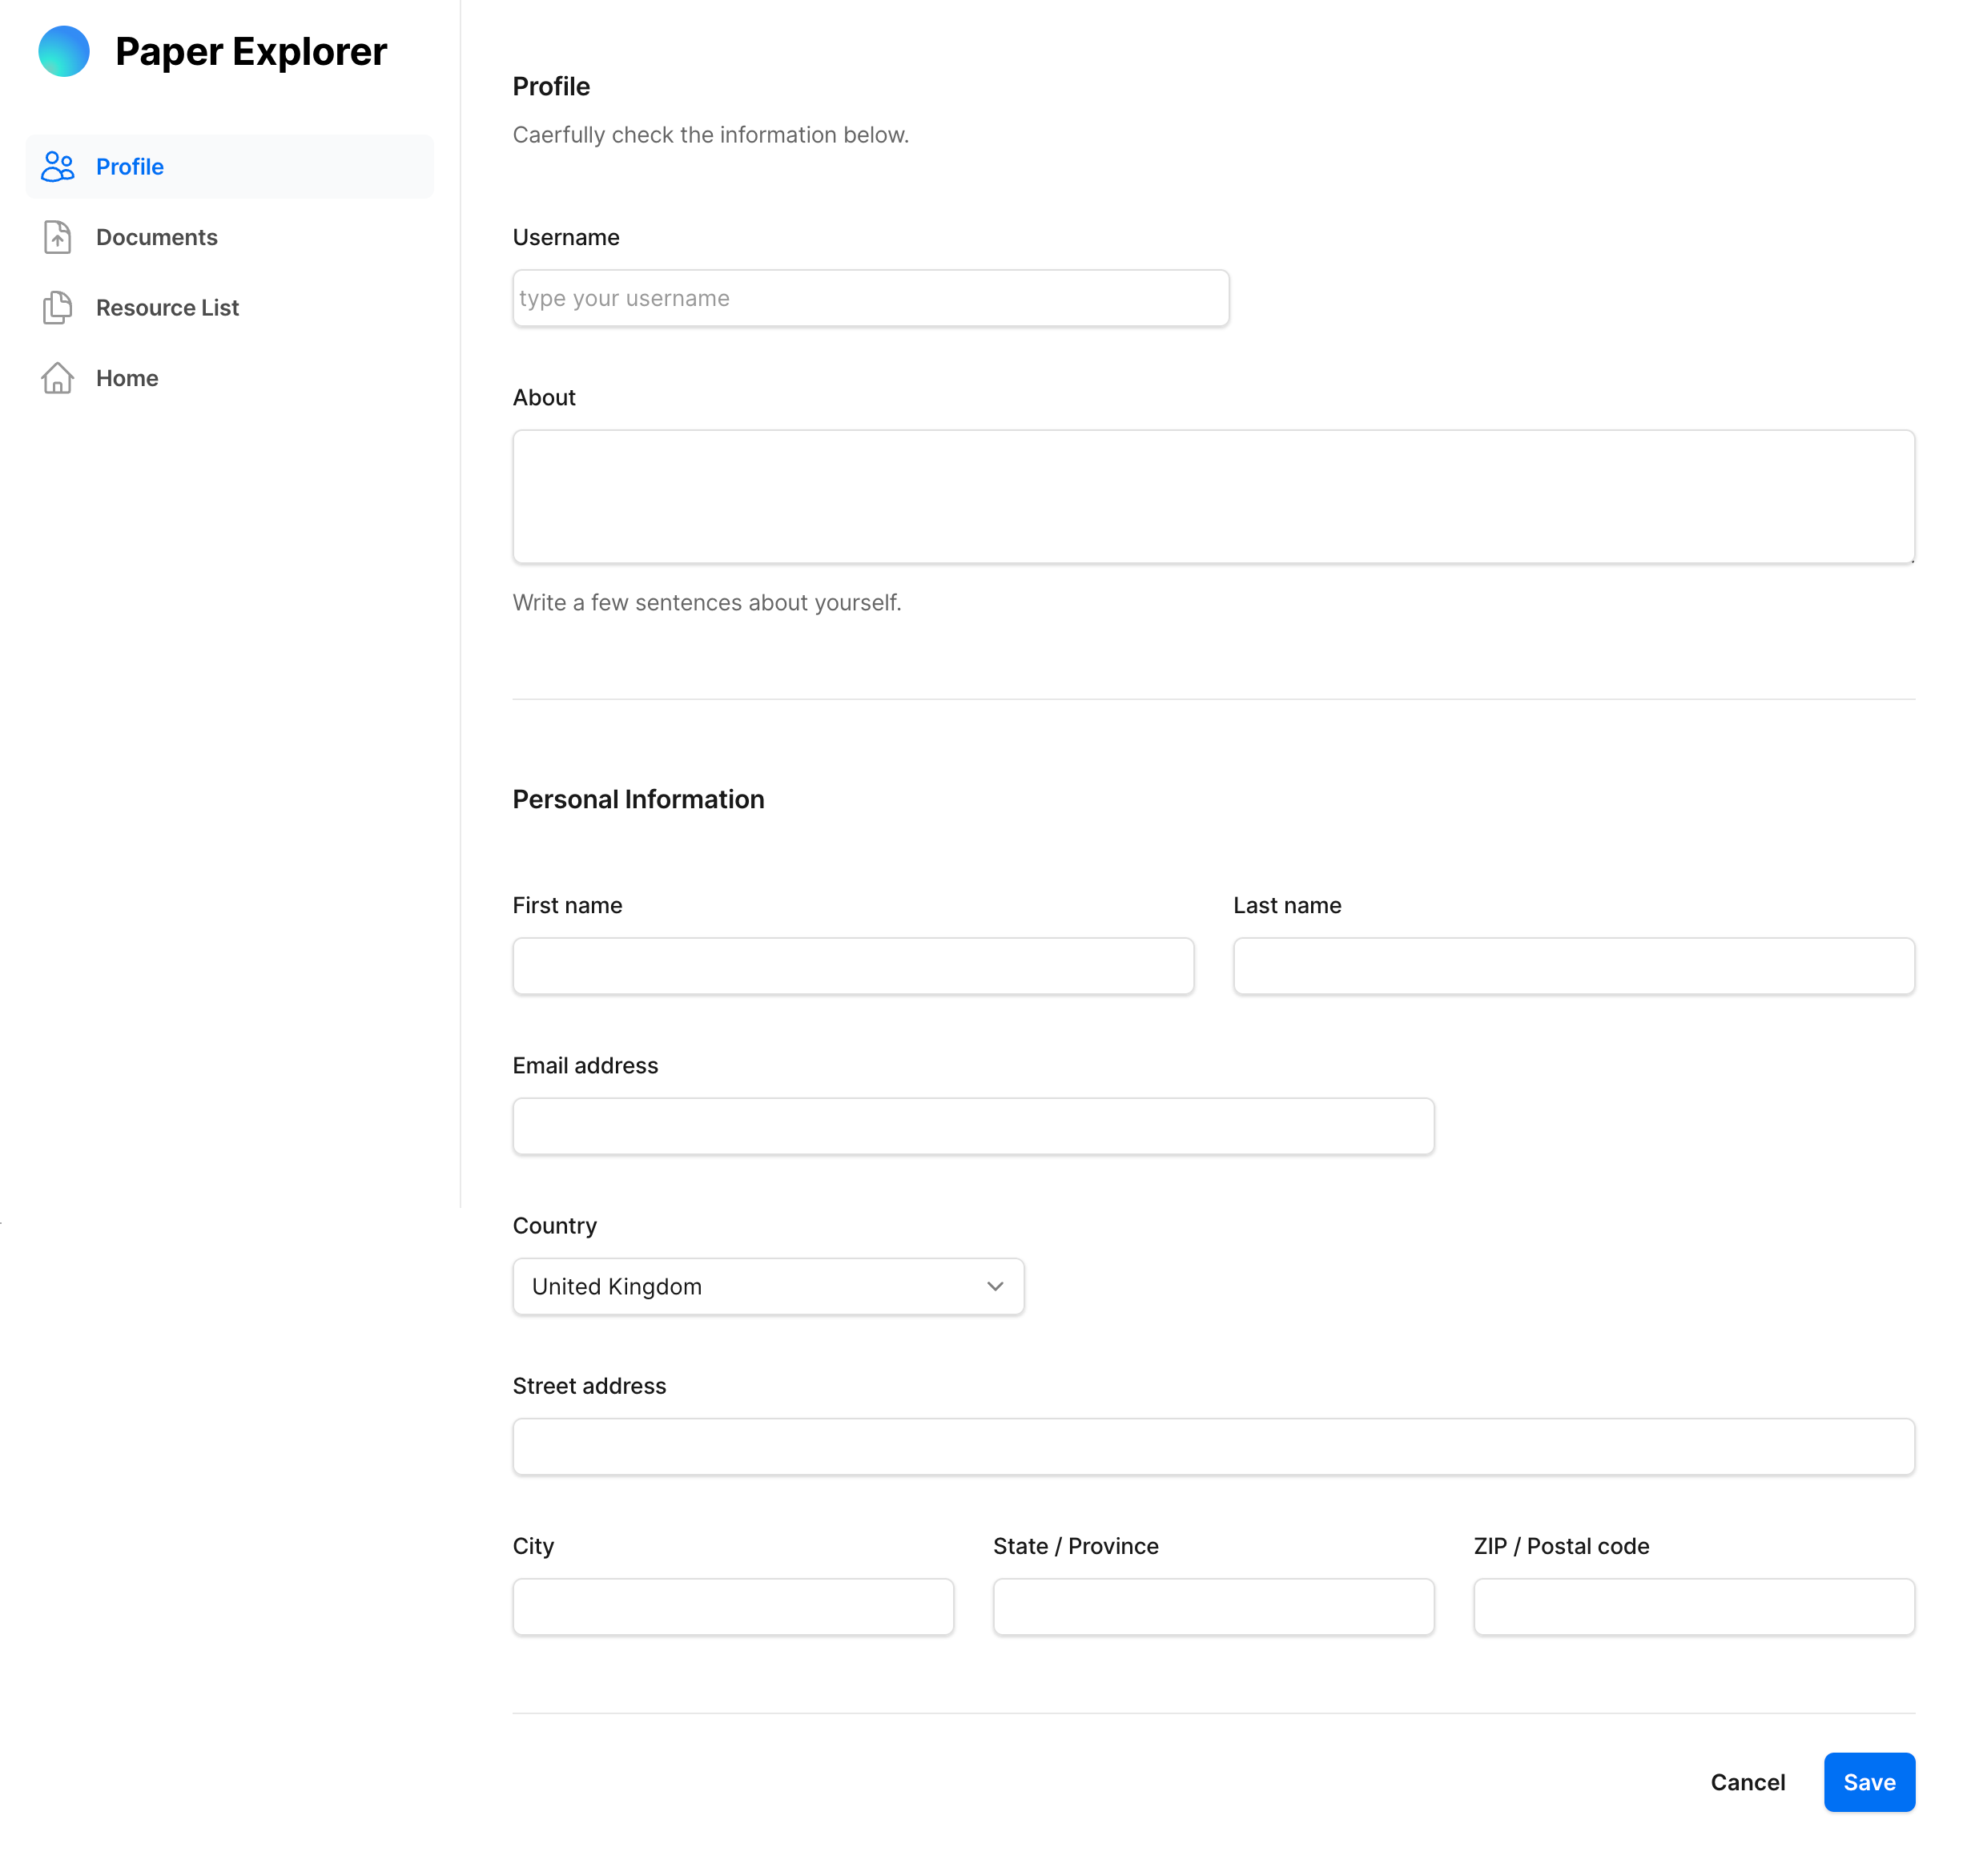 Paper Explorer
Profile
Documents
Resource List
Home
Profile
Caerfully check the information below.
Username
type your username
About
Write a few sentences about yourself.
Personal Information
First name
Last name
Email address
Country
United Kingdom
Street address
City
State / Province
ZIP / Postal code
Cancel
Save